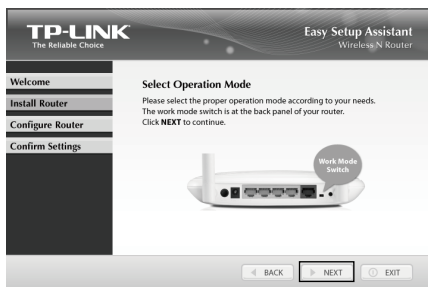 TP-LINK
The Reliable Choice
Easy Setup Assistant
Wireless N Router
Welcome
Install Router
Configure Router
Confirm Settings
Select Operation Mode
Please select the proper operation mode according to your needs.
The work mode switch is at the back panel of your router.
Click NEXT to continue.
Work Mode
Switch
BACK
NEXT
EXIT